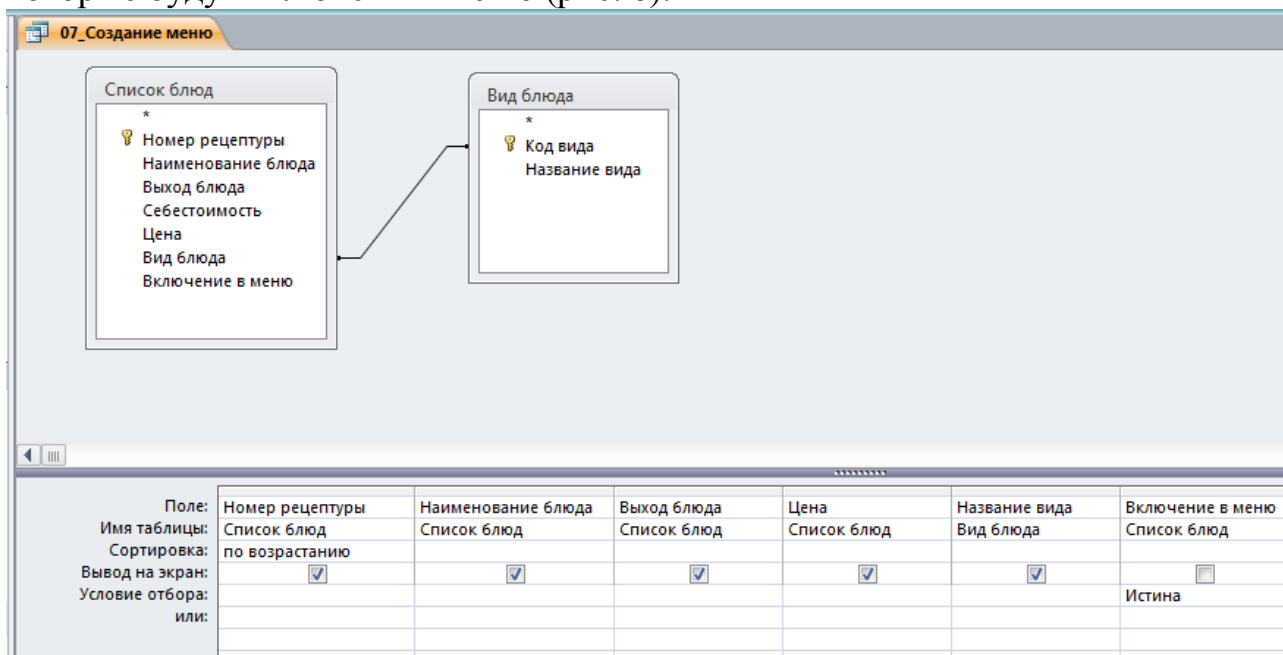 07_Создание меню
Список блюд
*
Номер рецептуры
Наименование блюда
Выход блюда
Себестоимость
Цена
Вид блюда
Включение в меню
Вид блюда
*
Код вида
Название вида
Поле: Номер рецептуры Наименование блюда Выход блюда Цена Название вида Включение в меню
Имя таблицы: Список блюд Список блюд Список блюд Список блюд Вид блюда Список блюд
Сортировка: по возрастанию
Вывод на экран:
Условие отбора: Истина
или: